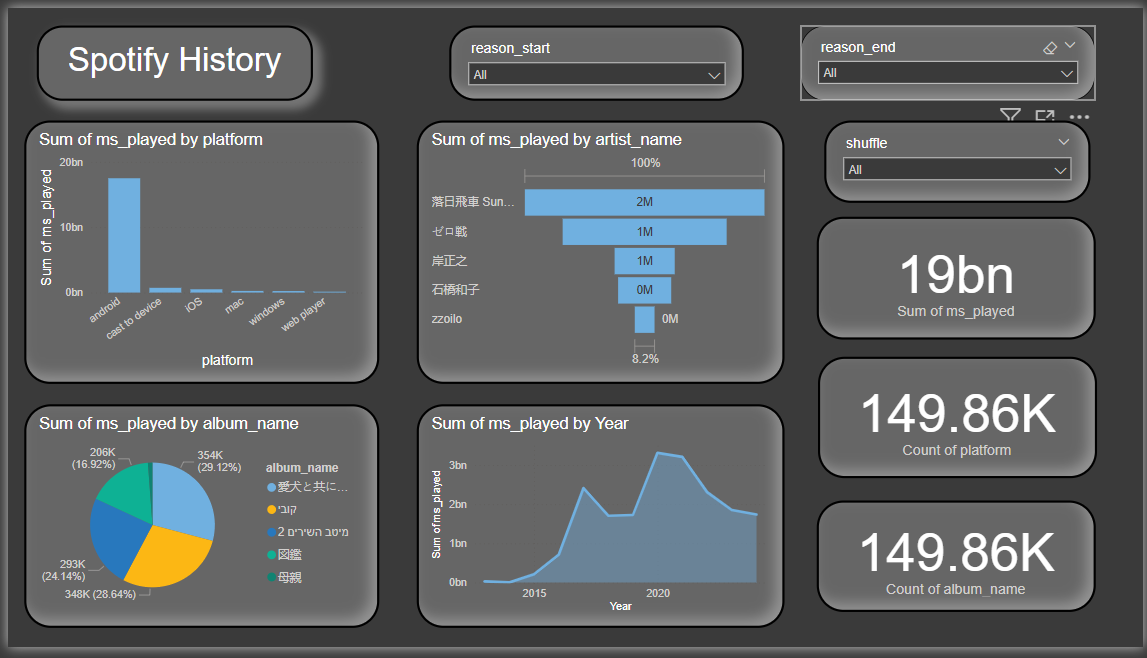 Spotify History
reason_start
All
reason_end
All
Sum of ms_played by platform
Sum of ms_played
20bn
10bn
0bn
android
cast to device
iOS
mac
windows
web player
platform
Sum of ms_played by artist_name
100%
落日飛車 Sun...
2M
ゼロ戦
1M
岸正之
1M
石橋和子
0M
zzoilo
0M
8.2%
shuffle
All
19bn
Sum of ms_played
149.86K
Count of platform
149.86K
Count of album_name
Sum of ms_played by album_name
206K
(16.92%)
354K
(29.12%)
293K
(24.14%)
348K (28.64%)
album_name
愛犬と共に...
קובי
מיטב השירים 2
図鑑
母親
Sum of ms_played by Year
Sum of ms_played
3bn
2bn
1bn
0bn
2015
2020
Year